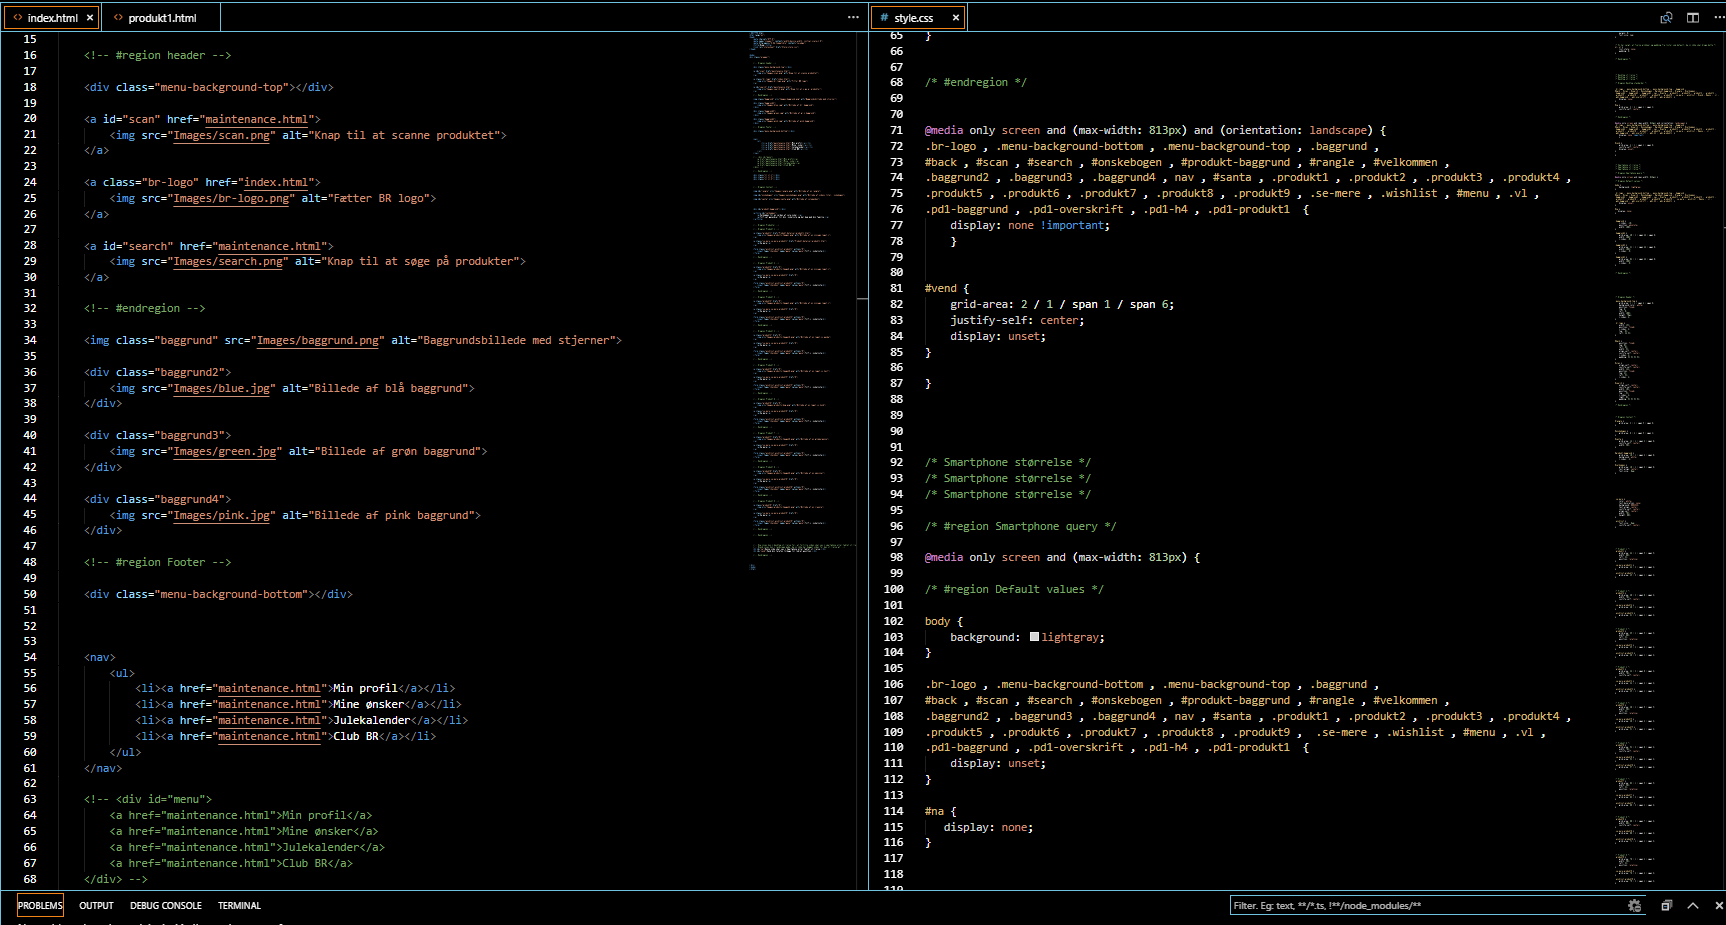 index.html ×
produkt1.html
···
15
16 <!-- #region header -->
17
18 <div class="menu-background-top"></div>
19
20 <a id="scan" href="maintenance.html">
21 <img src="Images/scan.png" alt="Knap til at scanne produktet">
22 </a>
23
24 <a class="br-logo" href="index.html">
25 <img src="Images/br-logo.png" alt="Fætter BR logo">
26 </a>
27
28 <a id="search" href="maintenance.html">
29 <img src="Images/search.png" alt="Knap til at søge på produkter">
30 </a>
31
32 <!-- #endregion -->
33
34 <img class="baggrund" src="Images/baggrund.png" alt="Baggrundsbillede med stjerner">
35
36 <div class="baggrund2">
37 <img src="Images/blue.jpg" alt="Billede af blå baggrund">
38 </div>
39
40 <div class="baggrund3">
41 <img src="Images/green.jpg" alt="Billede af grøn baggrund">
42 </div>
43
44 <div class="baggrund4">
45 <img src="Images/pink.jpg" alt="Billede af pink baggrund">
46 </div>
47
48 <!-- #region Footer -->
49
50 <div class="menu-background-bottom"></div>
51
52
53
54 <nav>
55 <ul>
56 <li><a href="maintenance.html">Min profil</a></li>
57 <li><a href="maintenance.html">Mine ønsker</a></li>
58 <li><a href="maintenance.html">Julekalender</a></li>
59 <li><a href="maintenance.html">Club BR</a></li>
60 </ul>
61 </nav>
62
63 <!-- <div id="menu">
64 <a href="maintenance.html">Min profil</a>
65 <a href="maintenance.html">Mine ønsker</a>
66 <a href="maintenance.html">Julekalender</a>
67 <a href="maintenance.html">Club BR</a>
68 </div> -->
# style.css ×
65 }
66
67
68 /* #endregion */
69
70
71 @media only screen and (max-width: 813px) and (orientation: landscape) {
72 .br-logo , .menu-background-bottom , .menu-background-top , .baggrund ,
73 #back , #scan , #search , #onskebogen , #produkt-baggrund , #rangle , #velkommen ,
74 .baggrund2 , .baggrund3 , .baggrund4 , nav , #santa , .produkt1 , .produkt2 , .produkt3 , .produkt4 ,
75 .produkt5 , .produkt6 , .produkt7 , .produkt8 , .produkt9 , .se-mere , .wishlist , #menu , .vl ,
76 .pd1-baggrund , .pd1-overskrift , .pd1-h4 , .pd1-produkt1 {
77 display: none !important;
78 }
79
80
81 #vend {
82 grid-area: 2 / 1 / span 1 / span 6;
83 justify-self: center;
84 display: unset;
85 }
86
87 }
88
89
90
91
92 /* Smartphone størrelse */
93 /* Smartphone størrelse */
94 /* Smartphone størrelse */
95
96 /* #region Smartphone query */
97
98 @media only screen and (max-width: 813px) {
99
100 /* #region Default values */
101
102 body {
103 background: lightgray;
104 }
105
106 .br-logo , .menu-background-bottom , .menu-background-top , .baggrund ,
107 #back , #scan , #search , #onskebogen , #produkt-baggrund , #rangle , #velkommen ,
108 .baggrund2 , .baggrund3 , .baggrund4 , nav , #santa , .produkt1 , .produkt2 , .produkt3 , .produkt4 ,
109 .produkt5 , .produkt6 , .produkt7 , .produkt8 , .produkt9 , .se-mere , .wishlist , #menu , .vl ,
110 .pd1-baggrund , .pd1-overskrift , .pd1-h4 , .pd1-produkt1 {
111 display: unset;
112 }
113
114 #na {
115 display: none;
116 }
117
118
119
PROBLEMS OUTPUT DEBUG CONSOLE TERMINAL
Filter. Eg: text, **/*.ts, !**/node_modules/**